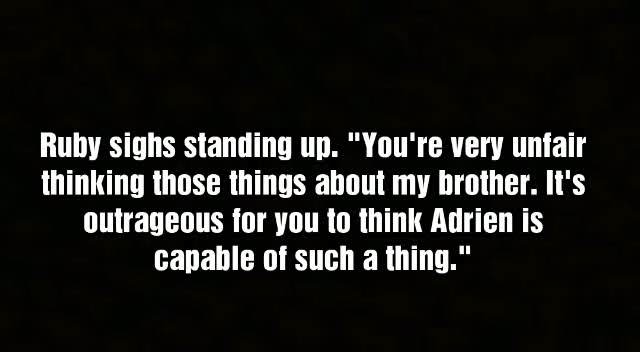 Ruby sighs standing up. "You're very unfair
thinking those things about my brother. It's
outrageous for you to think Adrien is
capable of such a thing."